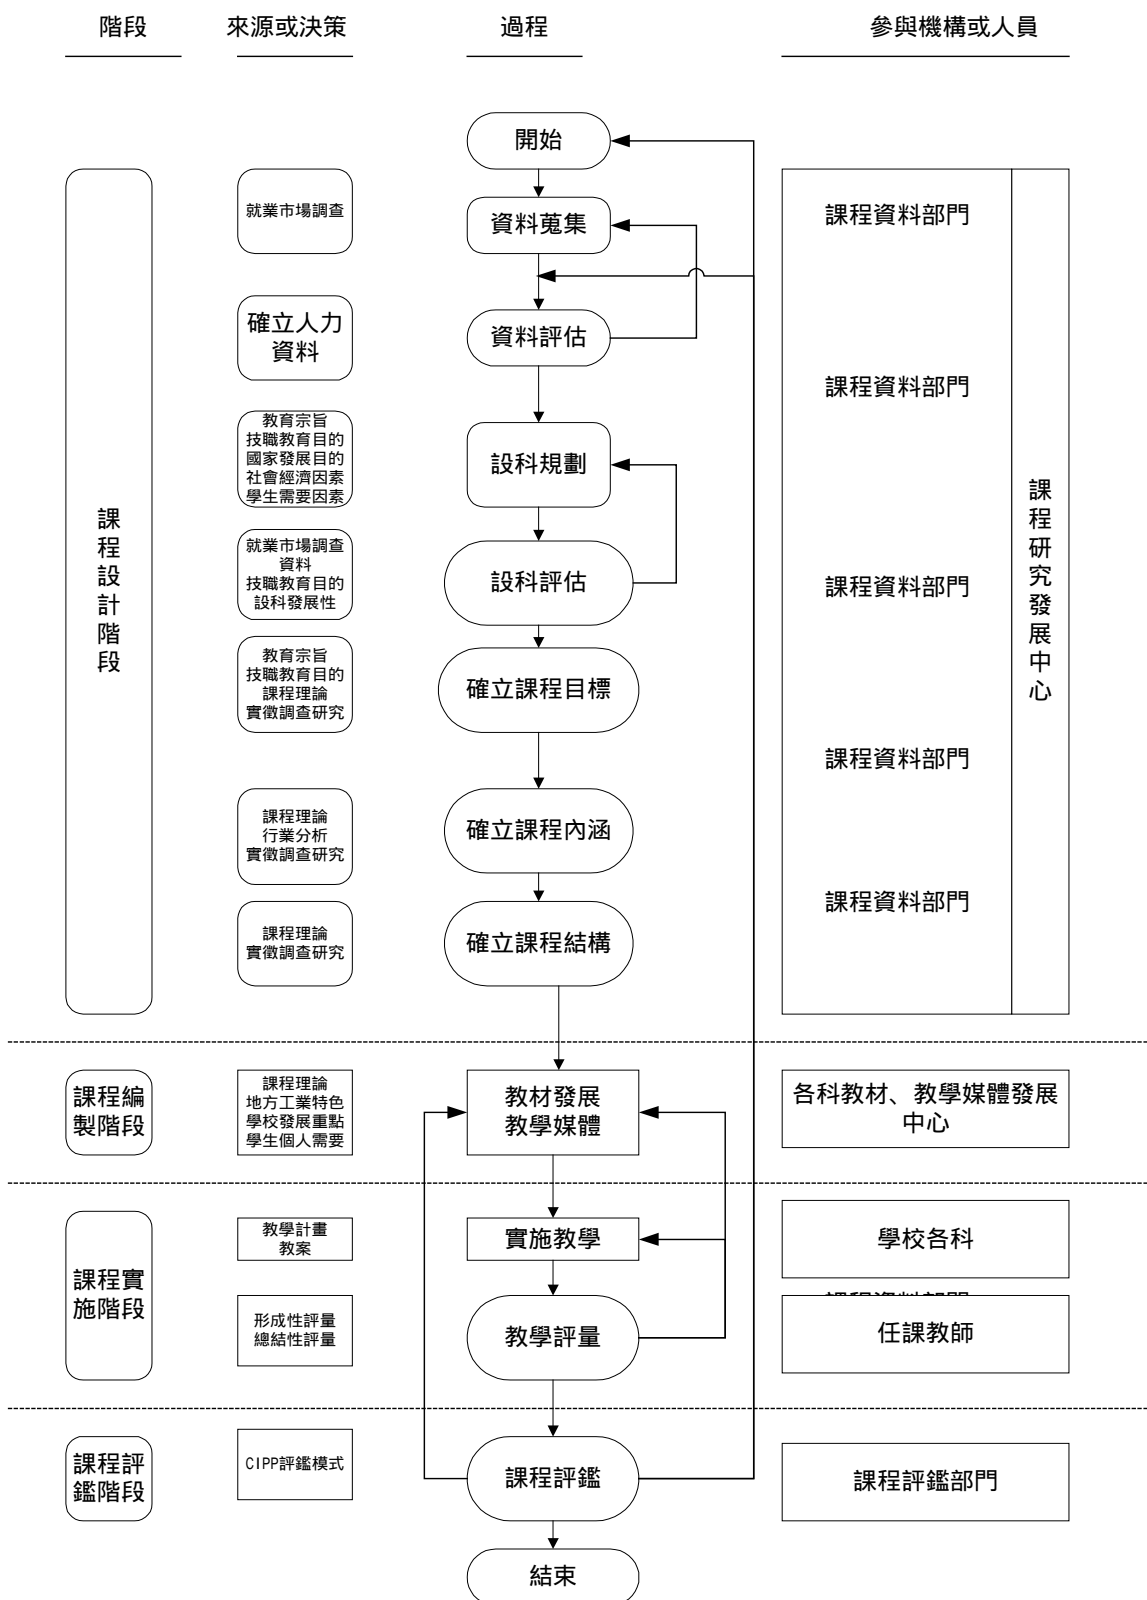 階段
來源或決策
過程
參與機構或人員
開始
就業市場調查
資料蒐集
課程資料部門
確立人力
資料
資料評估
課程資料部門
教育宗旨
技職教育目的
國家發展目的
社會經濟因素
學生需要因素
設科規劃
課程設計階段
課程研究發展中心
就業市場調查
資料
技職教育目的
設科發展性
設科評估
課程資料部門
教育宗旨
技職教育目的
課程理論
實徵調查研究
確立課程目標
課程資料部門
課程理論
行業分析
實徵調查研究
確立課程內涵
課程資料部門
課程理論
實徵調查研究
確立課程結構
課程編
製階段
課程理論
地方工業特色
學校發展重點
學生個人需要
教材發展
教學媒體
各科教材、教學媒體發展
中心
課程實
施階段
教學計畫
教案
實施教學
學校各科
形成性評量
總結性評量
教學評量
任課教師
課程評
鑑階段
CIPP評鑑模式
課程評鑑
課程評鑑部門
結束